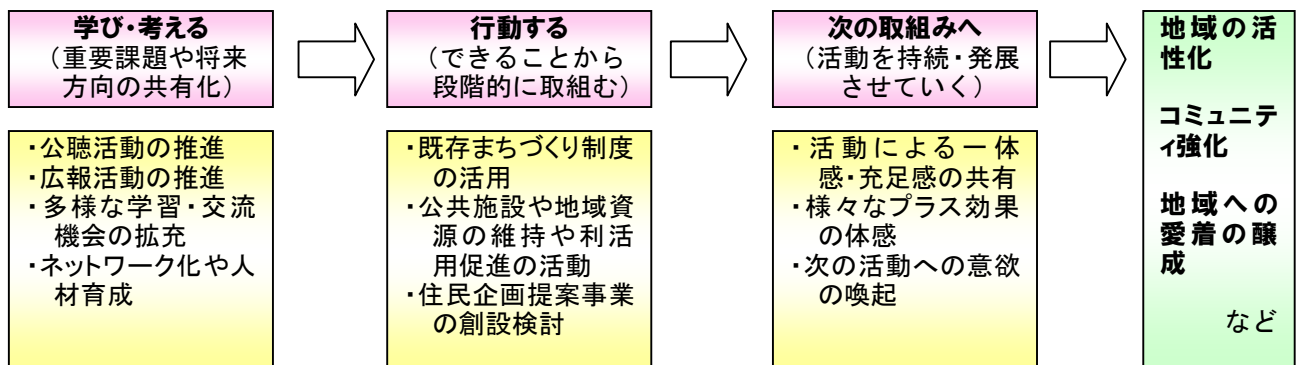 学び・考える
（重要課題や将来
方向の共有化）
・公聴活動の推進
・広報活動の推進
・多様な学習・交流
機会の拡充
・ネットワーク化や人
材育成
行動する
（できることから
段階的に取組む）
・既存まちづくり制度
の活用
・公共施設や地域資
源の維持や利活
用促進の活動
・住民企画提案事業
の創設検討
次の取組みへ
（活動を持続・発展
させていく）
・活動による一体
感・充足感の共有
・様々なプラス効果
の体感
・次の活動への意欲
の喚起
地域の活
性化
コミュニテ
ィ強化
地域への
愛着の醸
成
など